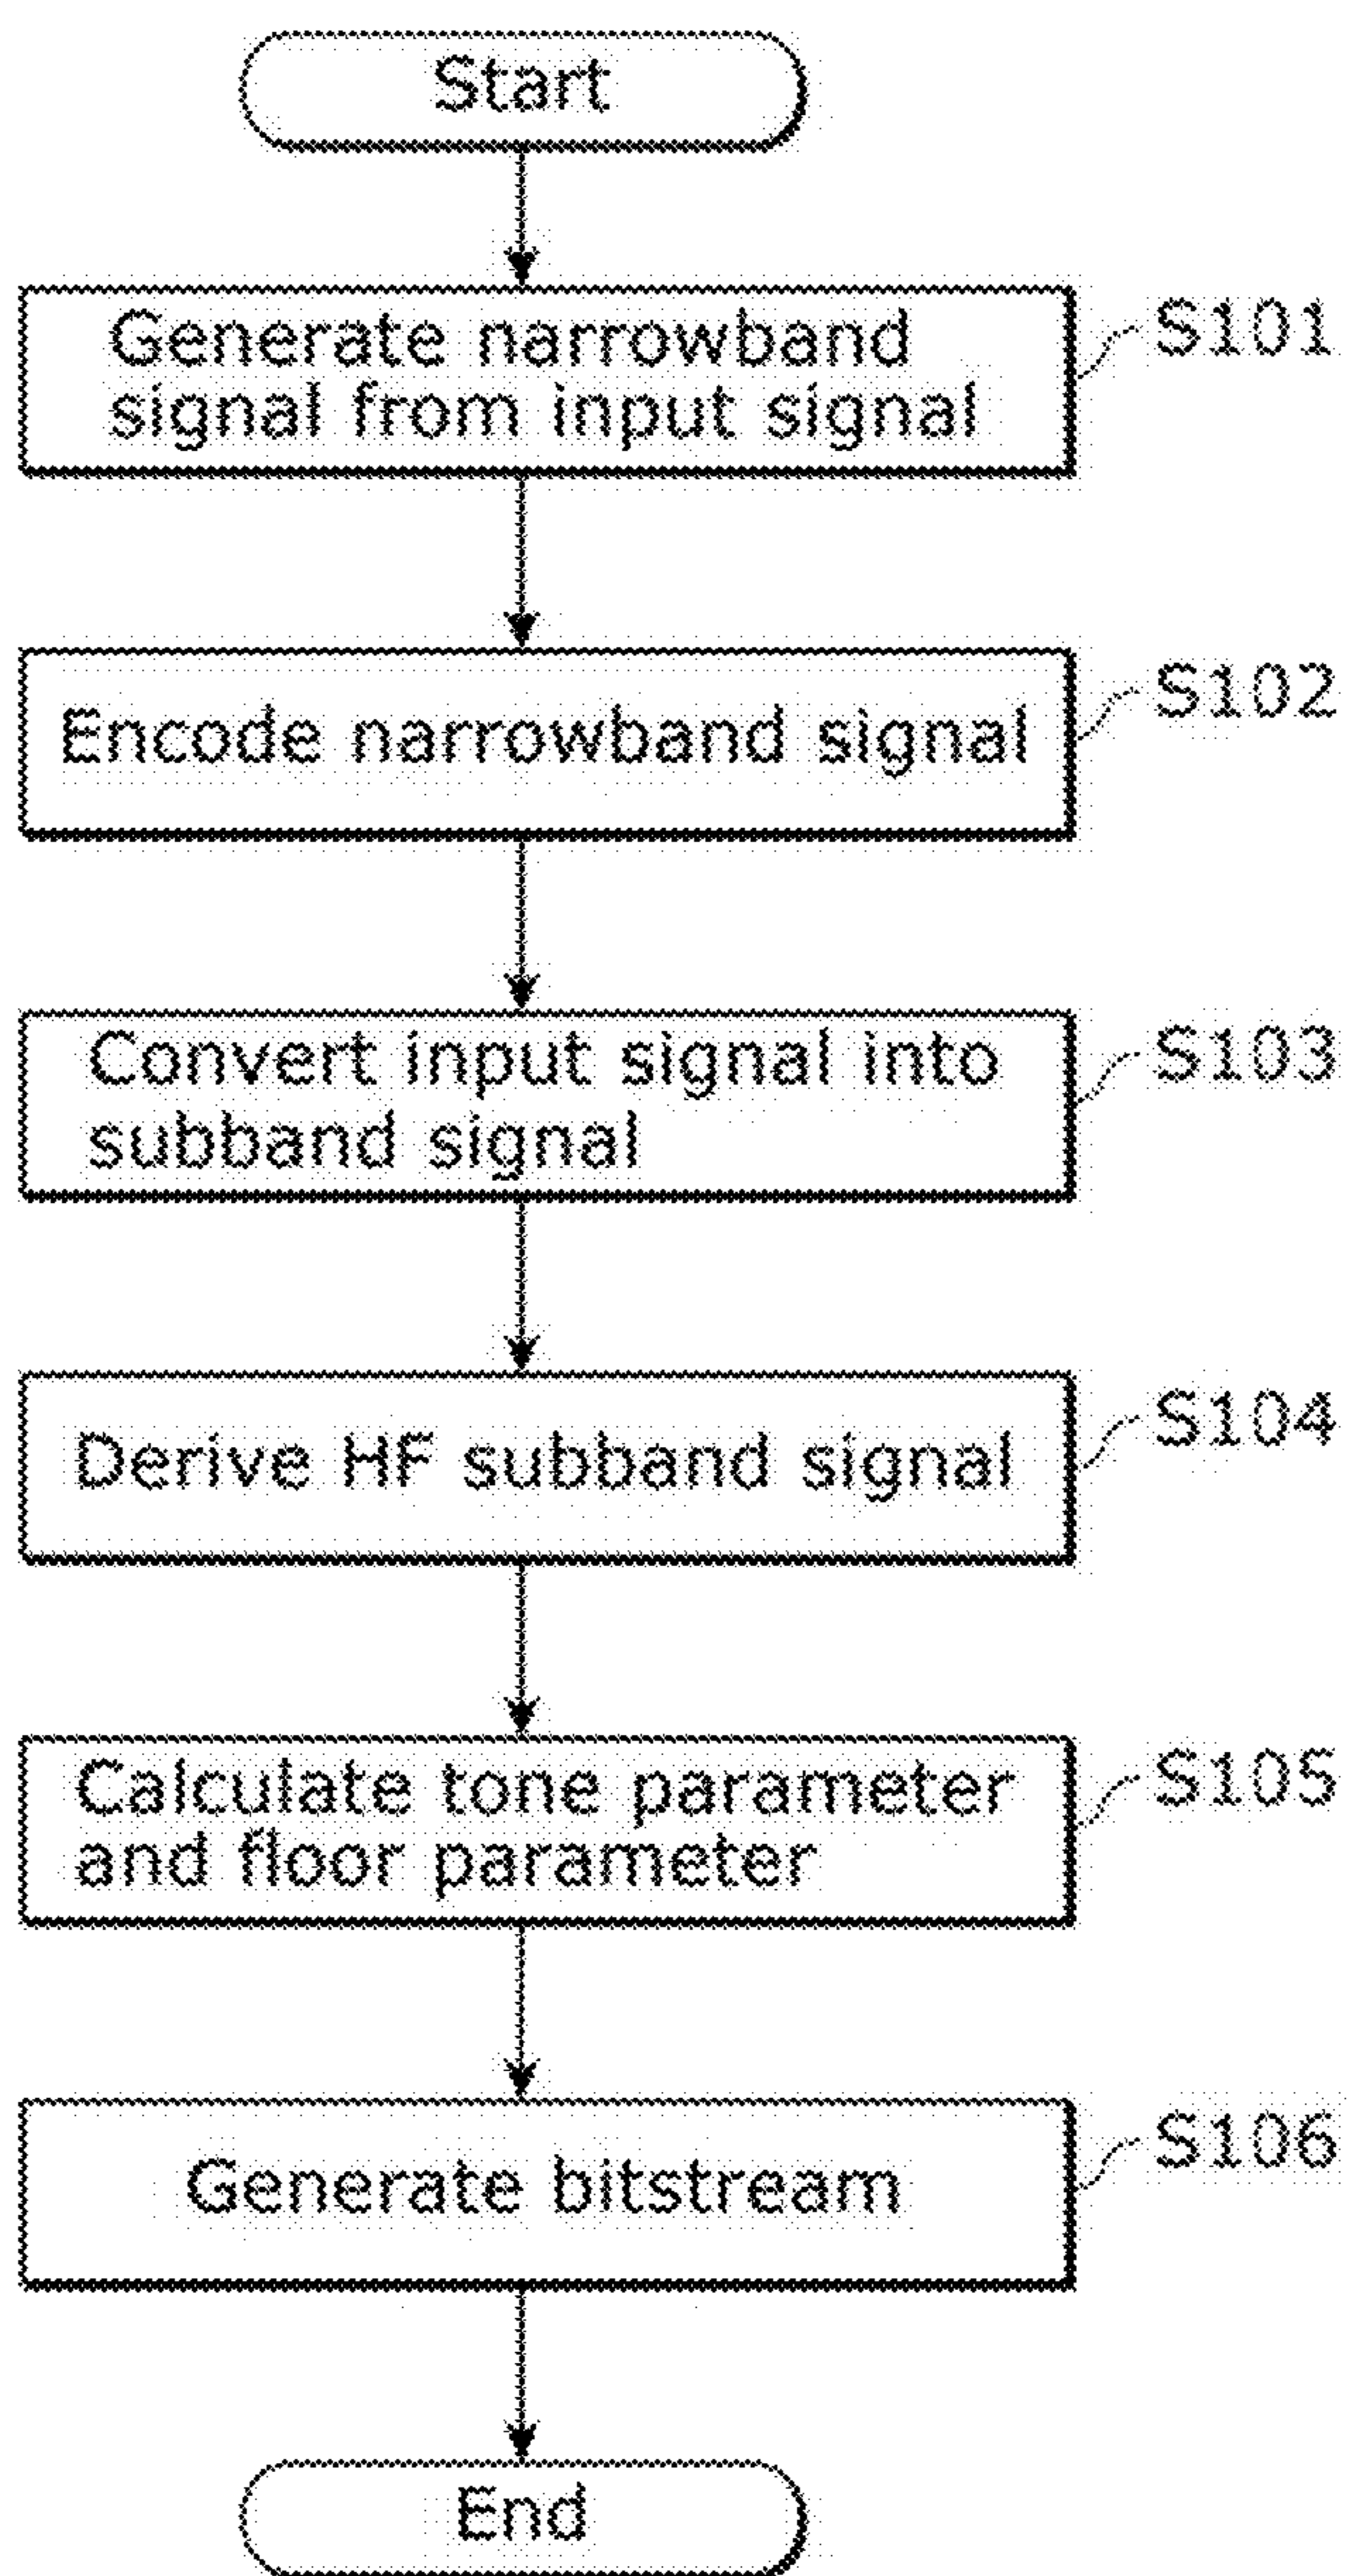 Start
Generate narrowband
signal from input signal
S101
Encode narrowband signal
S102
Convert input signal into
subband signal
S103
Derive HF subband signal
S104
Calculate tone parameter
and floor parameter
S105
Generate bitstream
S106
End